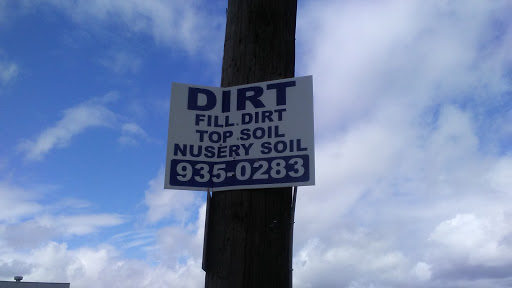 DIRT
FILL.DIRT
TOP.SOIL
NUSERY SOIL
935-0283